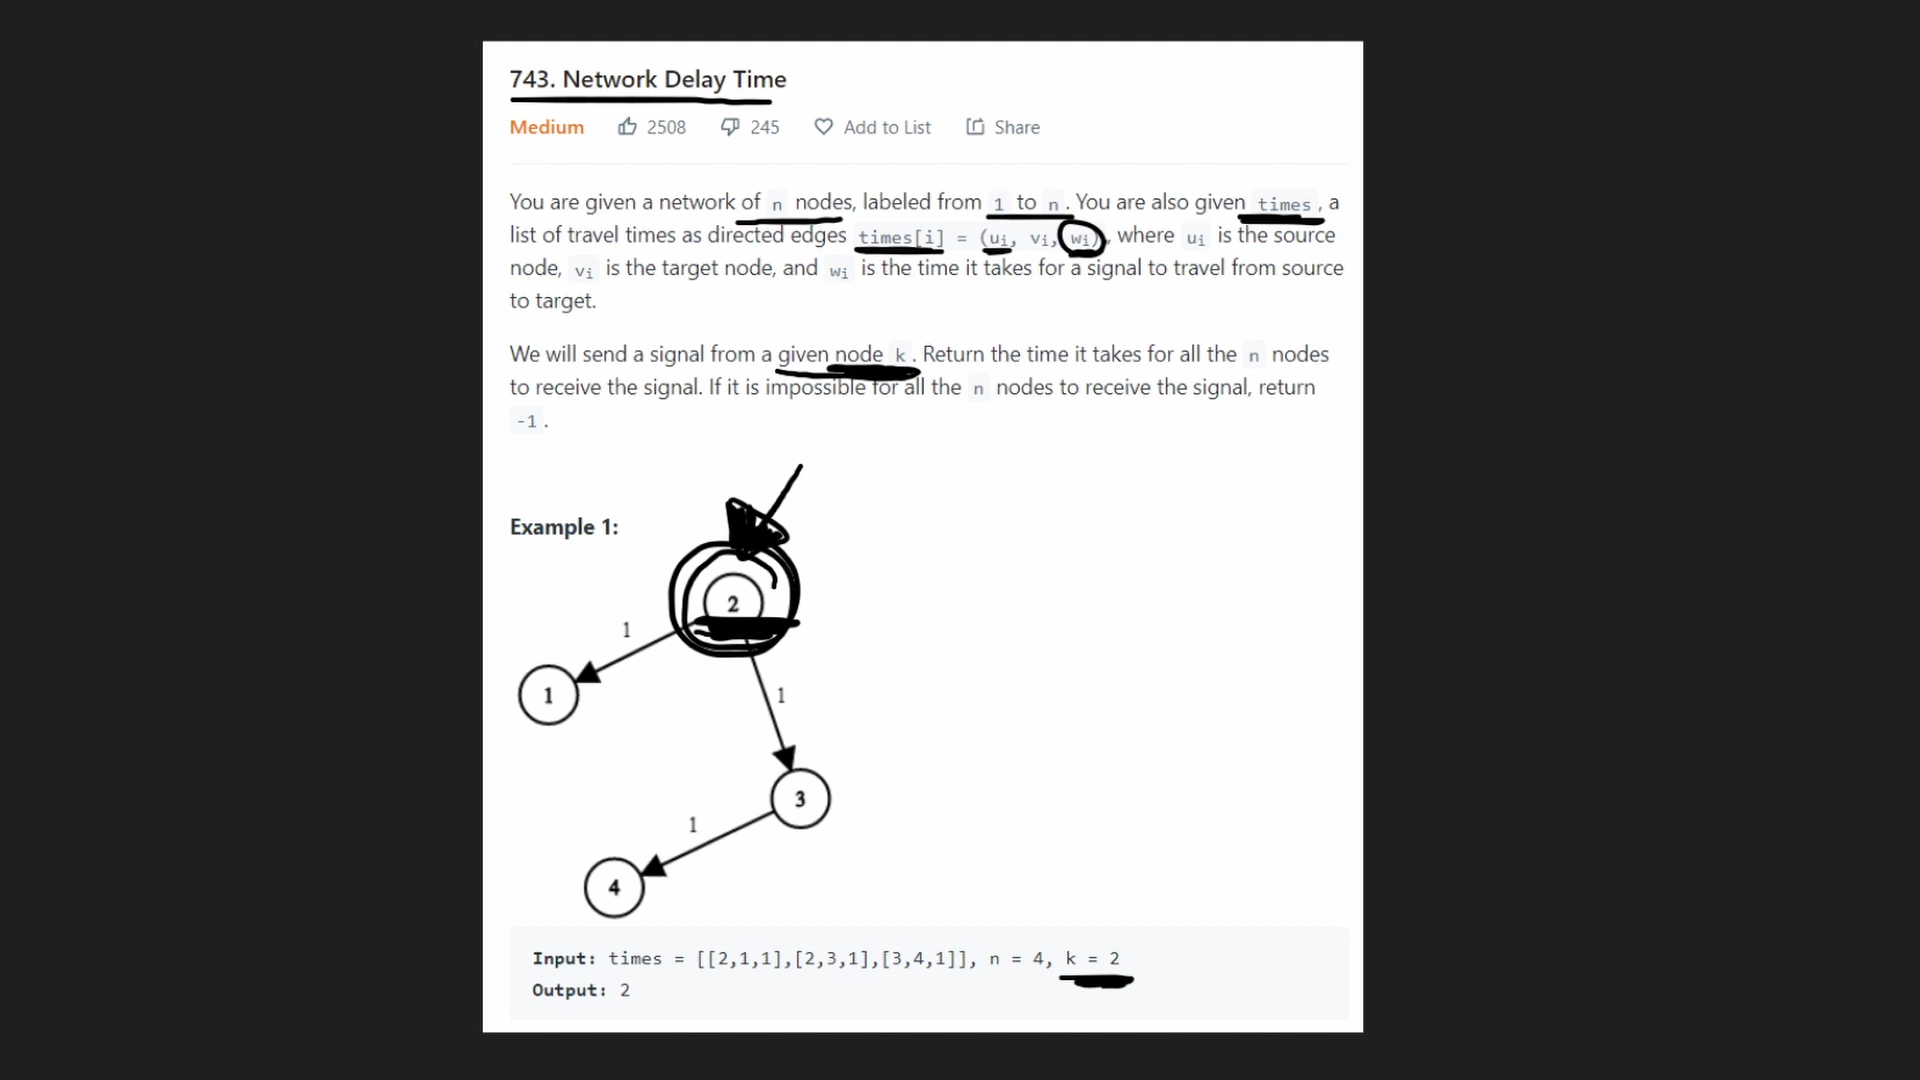 743. Network Delay Time
Medium 2508 245 Add to List Share
You are given a network of n nodes, labeled from 1 to n. You are also given times, a
list of travel times as directed edges times[i] = (ui, vi, wi), where ui is the source
node, vi is the target node, and wi is the time it takes for a signal to travel from source
to target.
We will send a signal from a given node k. Return the time it takes for all the n nodes
to receive the signal. If it is impossible for all the n nodes to receive the signal, return
-1.
Example 1:
2
1
1
1
3
1
4
Input: times = [[2,1,1],[2,3,1],[3,4,1]], n = 4, k = 2
Output: 2